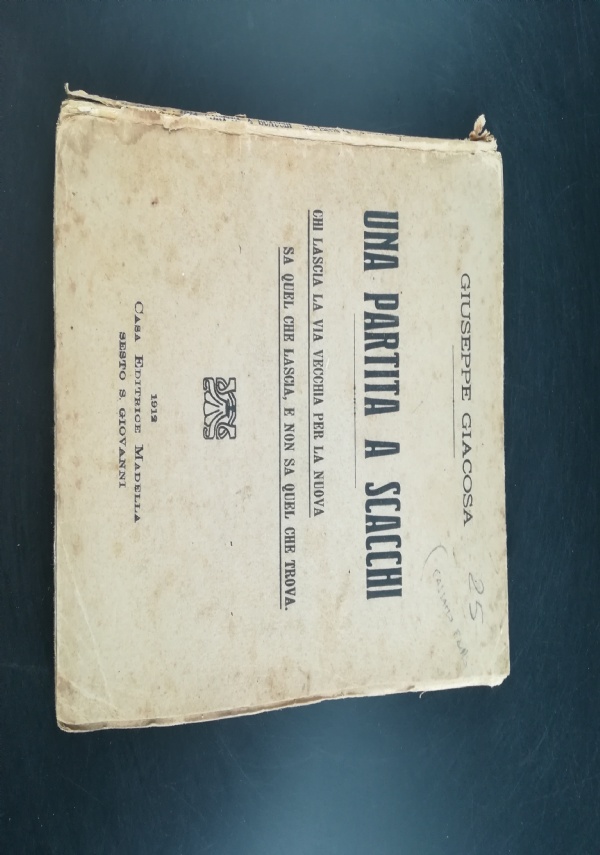 GIUSEPPE GIACOSA
25
UNA PARTITA A SCACCHI
CHI LASCIA LA VIA VECCHIA PER LA NUOVA
SA QUEL CHE LASCIA, E NON SA QUEL CHE TROVA.
1912
CASA EDITRICE MADELLA
SESTO S. GIOVANNI